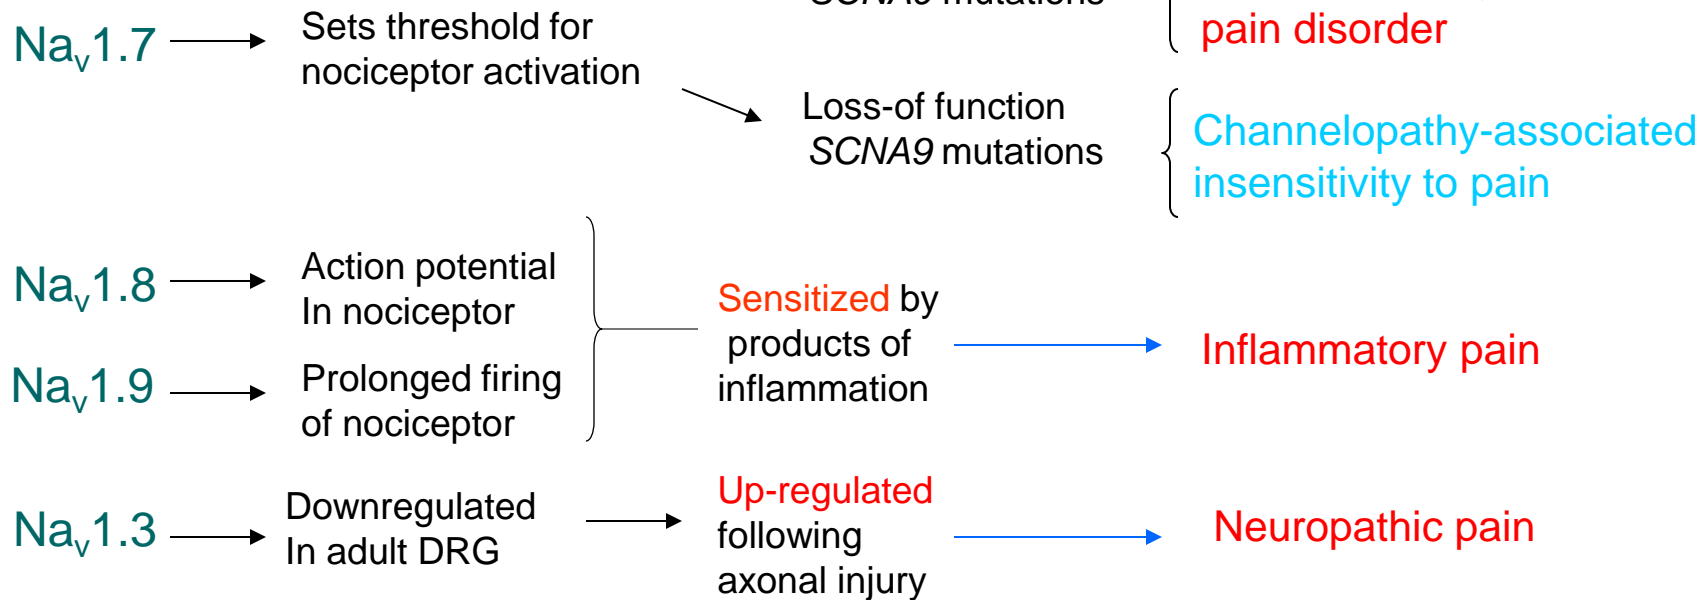 SCNA9 mutations
pain disorder
Nav1.7
Sets threshold for
nociceptor activation
Loss-of function
SCNA9 mutations
Channelopathy-associated
insensitivity to pain
Nav1.8
Action potential
In nociceptor
Sensitized by
products of
inflammation
Inflammatory pain
Nav1.9
Prolonged firing
of nociceptor
Nav1.3
Downregulated
In adult DRG
Up-regulated
following
axonal injury
Neuropathic pain